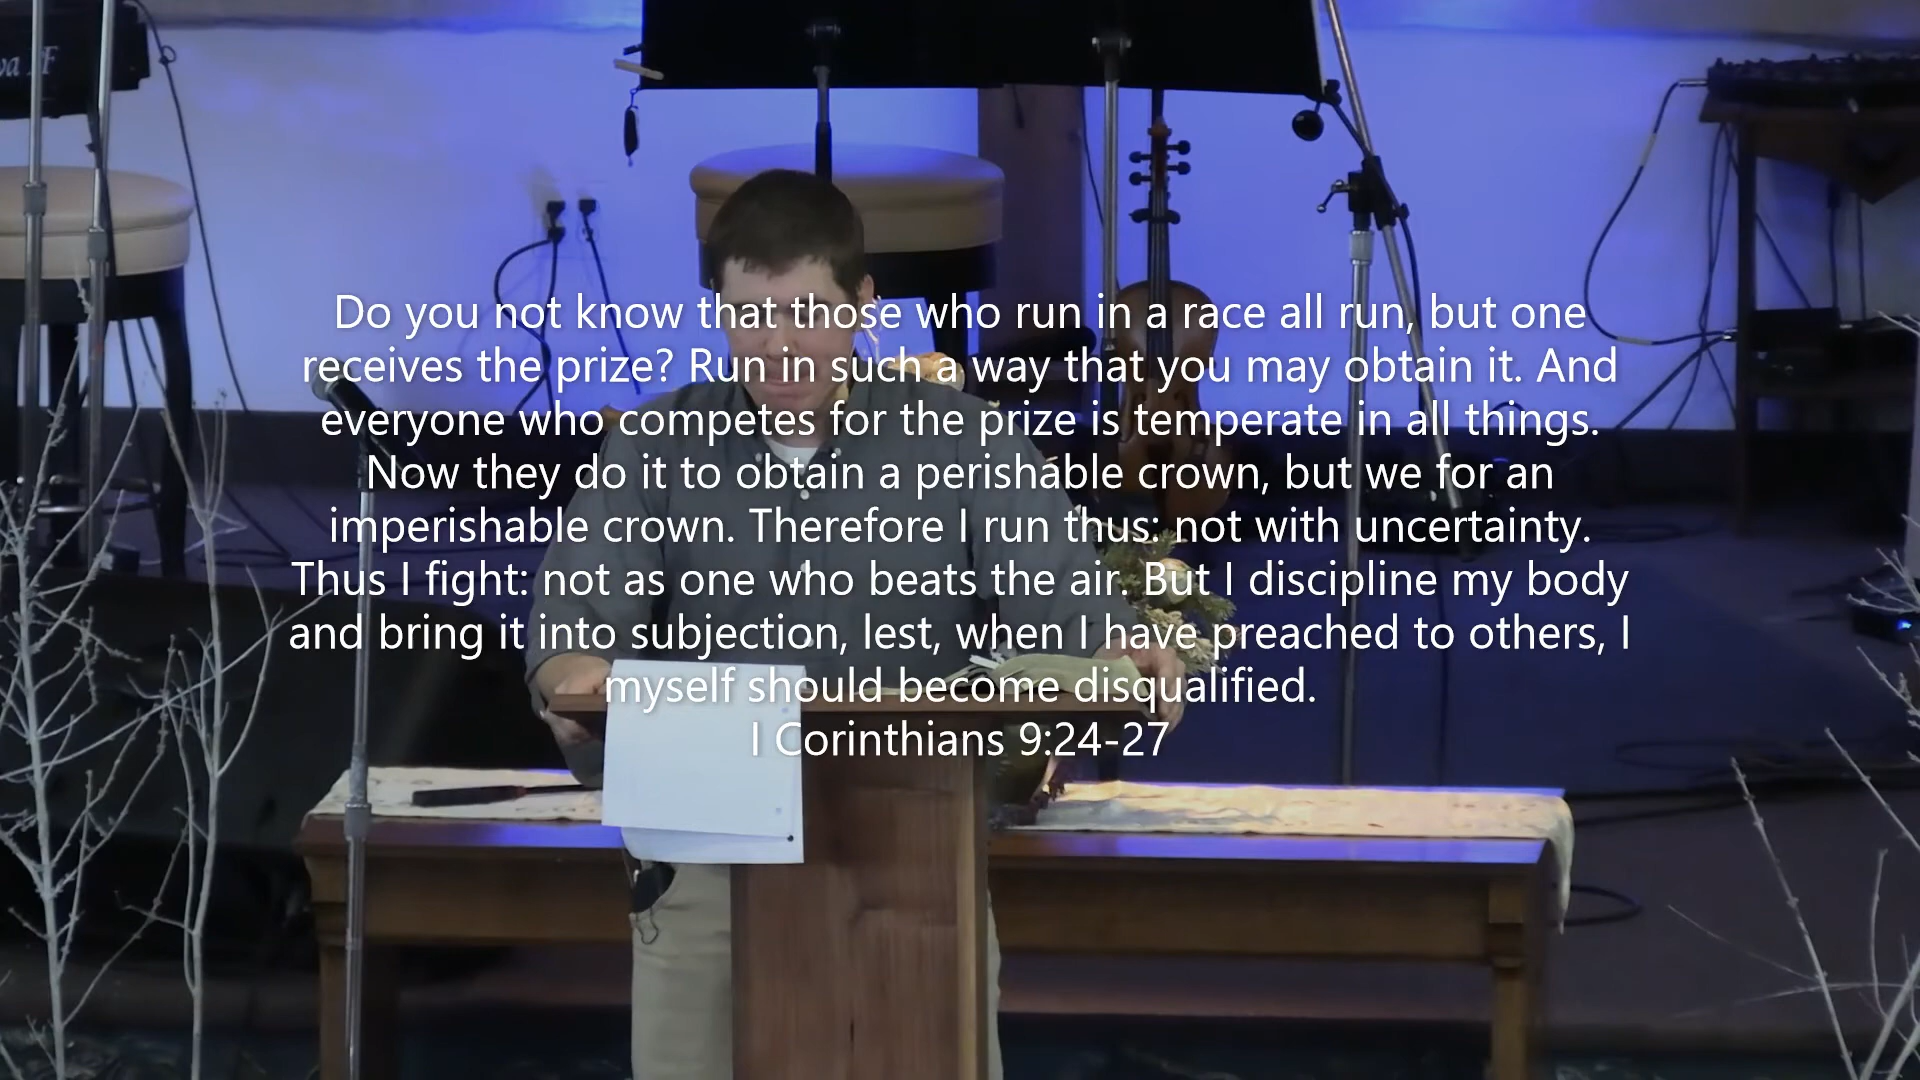 va F
Do you not know that those who run in a race all run, but one
receives the prize? Run in such a way that you may obtain it. And
everyone who competes for the prize is temperate in all things.
Now they do it to obtain a perishable crown, but we for an
imperishable crown. Therefore I run thus: not with uncertainty.
Thus I fight: not as one who beats the air. But I discipline my body
and bring it into subjection, lest, when I have preached to others, I
myself should become disqualified.
I Corinthians 9:24-27